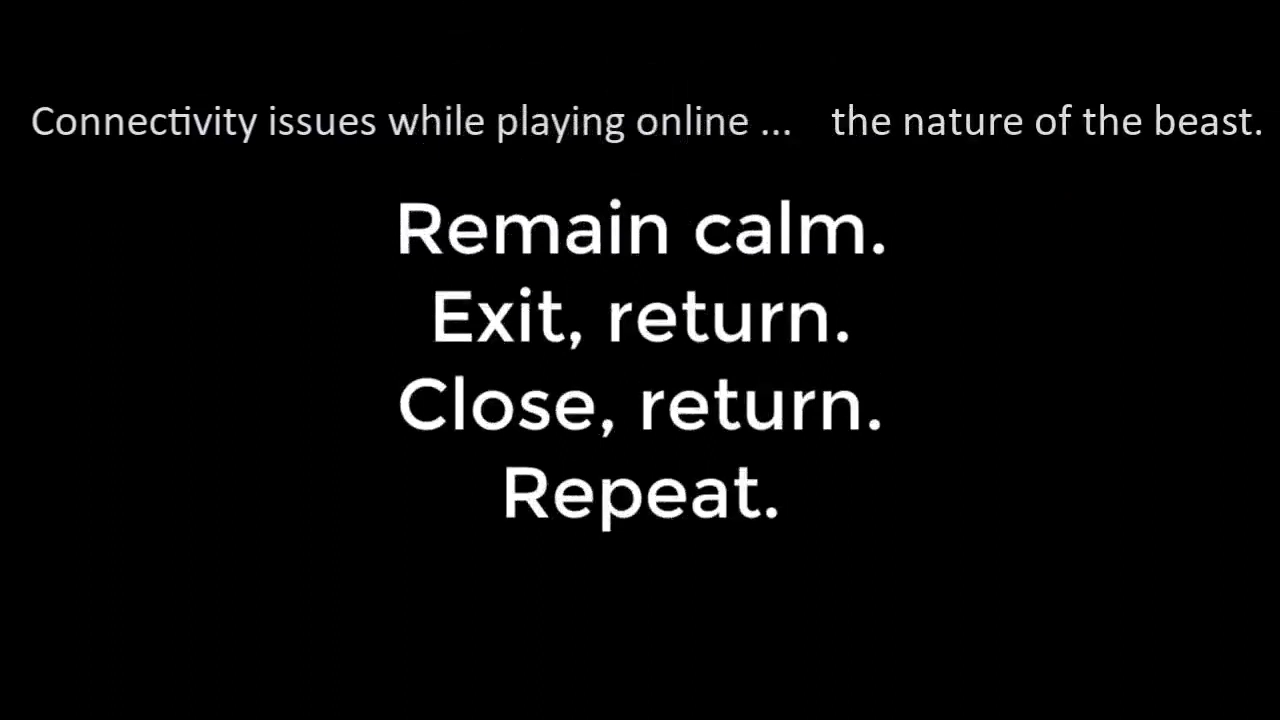 Connectivity issues while playing online ... the nature of the beast.
Remain calm.
Exit, return.
Close, return.
Repeat.